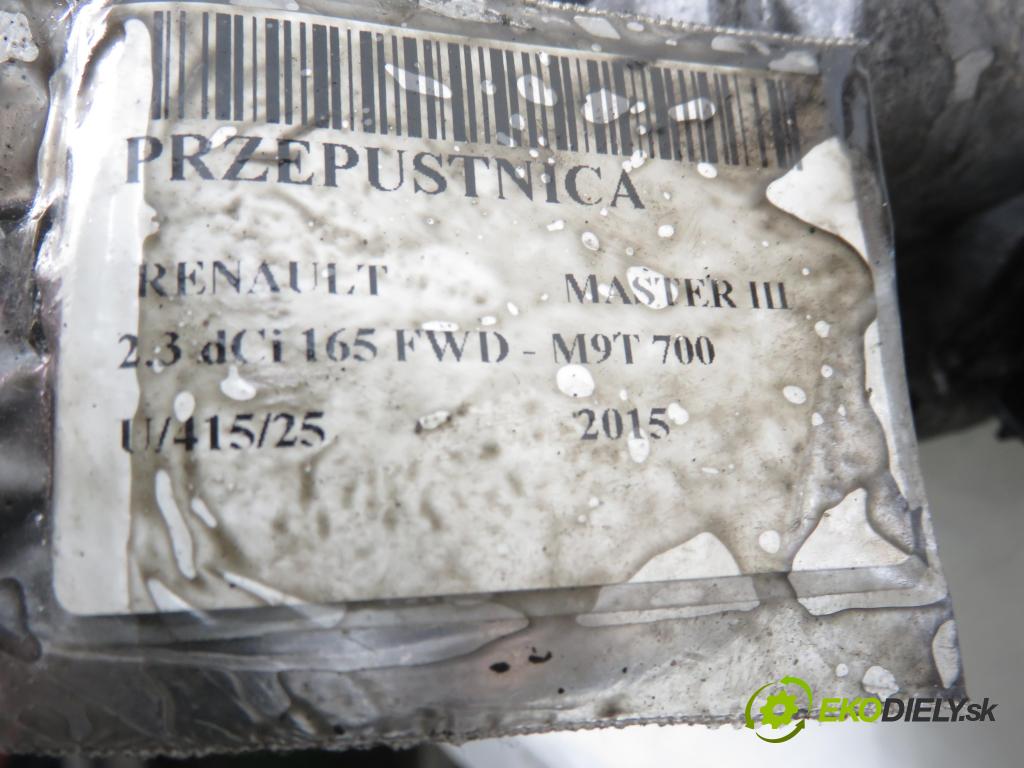 PRZEPUSTNICA
RENAULT MASTER III
2.3 dCi 165 FWD - M9T 700
U/415/25 2015
EKODIELY.sk